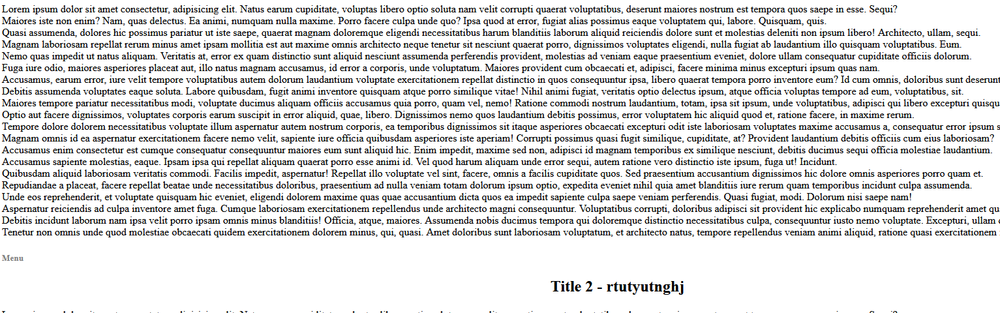 Lorem ipsum dolor sit amet consectetur, adipisicing elit. Natus earum cupiditate, voluptas libero optio soluta nam velit corrupti quaerat voluptatibus, deserunt maiores nostrum est tempora quos saepe in esse. Sequi?
Maiores iste non enim? Nam, quas delectus. Ea animi, numquam nulla maxime. Porro facere culpa unde quo? Ipsa quod at error, fugiat alias possimus eaque voluptatem qui, labore. Quisquam, quis.
Quasi assumenda, dolores hic possimus pariatur ut iste saepe, quaerat magnam doloremque eligendi necessitatibus harum blanditiis laborum aliquid reiciendis dolore sunt et molestias deleniti non ipsum libero! Architecto, ullam, sequi.
Magnam laboriosam repellat rerum minus amet ipsam mollitia est aut maxime omnis architecto neque tenetur sit nesciunt quaerat porro, dignissimos voluptates eligendi, nulla fugiat ab laudantium illo quisquam voluptatibus. Eum.
Nemo quas impedit ut natus aliquam. Veritatis at, error ex quam distinctio sunt aliquid nesciunt assumenda perferendis provident, molestias ad veniam eaque praesentium eveniet, dolore ullam consequatur cupiditate officiis dolorum.
Fuga iure odio, maiores asperiores placeat aut, illo natus magnam accusamus, id error a corporis, unde voluptatum. Maiores provident cum obcaecati et, adipisci, facere minima minus excepturi ipsum quas nam.
Accusamus, earum error, iure velit tempore voluptatibus autem dolorum laudantium voluptate exercitationem repellat distinctio in quos consequuntur ipsa, libero quaerat tempora porro inventore eum? Id cum omnis, doloribus sunt deserunt
Debitis assumenda voluptates eaque soluta. Labore quibusdam, fugit animi inventore quisquam atque porro similique vitae! Nihil animi fugiat, veritatis optio delectus ipsum, atque officia voluptas tempore ad eum, voluptatibus, sit.
Maiores tempore pariatur necessitatibus modi, voluptate ducimus aliquam officiis accusamus quia porro, quam vel, nemo! Ratione commodi nostrum laudantium, totam, ipsa sit ipsum, unde voluptatibus, adipisci qui libero excepturi quisqu
Optio aut facere dignissimos, voluptates corporis earum suscipit in error aliquid, quae, libero. Dignissimos nemo quos laudantium debitis possimus, error voluptatem hic aliquid quod et, ratione facere, in maxime rerum.
Tempore dolore dolorem necessitatibus voluptate illum aspernatur autem nostrum corporis, ea temporibus dignissimos sit itaque asperiores obcaecati excepturi odit iste laboriosam voluptates maxime accusamus a, consequatur error ipsum s
Magnam omnis id ea aspernatur exercitationem facere nemo velit, sapiente iure officia quibusdam asperiores iste aperiam! Corrupti possimus quasi fugit similique, cupiditate, at? Provident laudantium debitis officiis cum eius laboriosam?
Accusamus enim consectetur est cumque consequatur consequuntur maiores eum sunt aliquid hic. Enim impedit, maxime sed non, adipisci id magnam temporibus ex similique nesciunt, debitis ducimus sequi officia molestiae laudantium.
Accusamus sapiente molestias, eaque. Ipsam ipsa qui repellat aliquam quaerat porro esse animi id. Vel quod harum aliquam unde error sequi, autem ratione vero distinctio iste ipsum, fuga ut! Incidunt.
Quibusdam aliquid laboriosam veritatis commodi. Facilis impedit, aspernatur! Repellat illo voluptate vel sint, facere, omnis a facilis cupiditate quos. Sed praesentium accusantium dignissimos hic dolore omnis asperiores porro quam et.
Repudiandae a placeat, facere repellat beatae unde necessitatibus doloribus, praesentium ad nulla veniam totam dolorum ipsum optio, expedita eveniet nihil quia amet blanditiis iure rerum quam temporibus incidunt culpa assumenda.
Unde eos reprehenderit, et voluptate quisquam hic eveniet, eligendi dolorem maxime quas quae accusantium dicta quos ea impedit sapiente culpa saepe veniam perferendis. Quasi fugiat, modi. Dolorum nisi saepe nam!
Aspernatur reiciendis ad culpa inventore amet fuga. Cumque laboriosam exercitationem repellendus unde architecto magni consequuntur. Voluptatibus corrupti, doloribus adipisci sit provident hic explicabo numquam reprehenderit amet qu
Debitis incidunt laborum nam ipsa velit porro ipsam omnis minus blanditiis! Officia, atque, maiores. Assumenda nobis ducimus tempora qui doloremque distinctio necessitatibus culpa, consequuntur iusto nemo voluptate. Excepturi, ullam
Tenetur non omnis unde quod molestiae obcaecati quidem exercitationem dolorem minus, qui, quasi. Amet doloribus sunt laboriosam voluptatum, et architecto natus, tempore repellendus veniam animi aliquid, ratione quasi exercitationem
Menu
Title 2 - rtutyutnghj